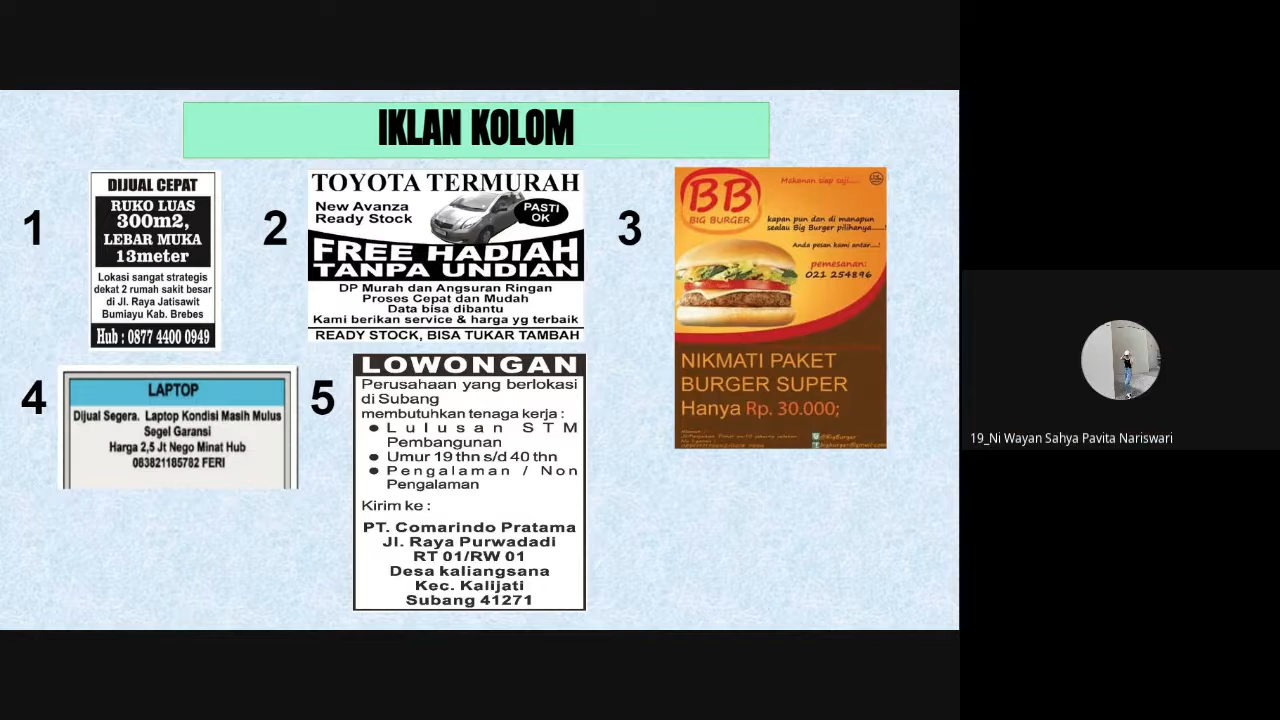 IKLAN KOLOM
1
DIJUAL CEPAT
RUKO LUAS
300m2,
LEBAR MUKA
13meter
Lokasi sangat strategis
dekat 2 rumah sakit besar
di Jl. Raya Jatisawit
Bumiayu Kab. Brebes
Hub : 0877 4400 0949
2
TOYOTA TERMURAH
New Avanza
Ready Stock
PASTI
OK
FREE HADIAH
TANPA UNDIAN
DP Murah dan Angsuran Ringan
Proses Cepat dan Mudah
Data bisa dibantu
Kami berikan service & harga yg terbaik
READY STOCK, BISA TUKAR TAMBAH
3
BB
BIG BURGER
Makanan siap saji.....
kapan pun dan di manapun
sealau Big Burger pilihanya......!
Anda pesan kami antar....!
pemesanan:
021 254896
NIKMATI PAKET
BURGER SUPER
Hanya Rp. 30.000;
@BigBurger
bigburger@gmail.com
4
LAPTOP
Dijual Segera. Laptop Kondisi Masih Mulus
Segel Garansi
Harga 2,5 Jt Nego Minat Hub
083821185782 FERI
5
LOWONGAN
Perusahaan yang berlokasi
di Subang
membutuhkan tenaga kerja :
● Lulusan STM
Pembangunan
● Umur 19 thn s/d 40 thn
● Pengalaman / Non
Pengalaman
Kirim ke :
PT. Comarindo Pratama
Jl. Raya Purwadadi
RT 01/RW 01
Desa kaliangsana
Kec. Kalijati
Subang 41271
19_Ni Wayan Sahya Pavita Nariswari